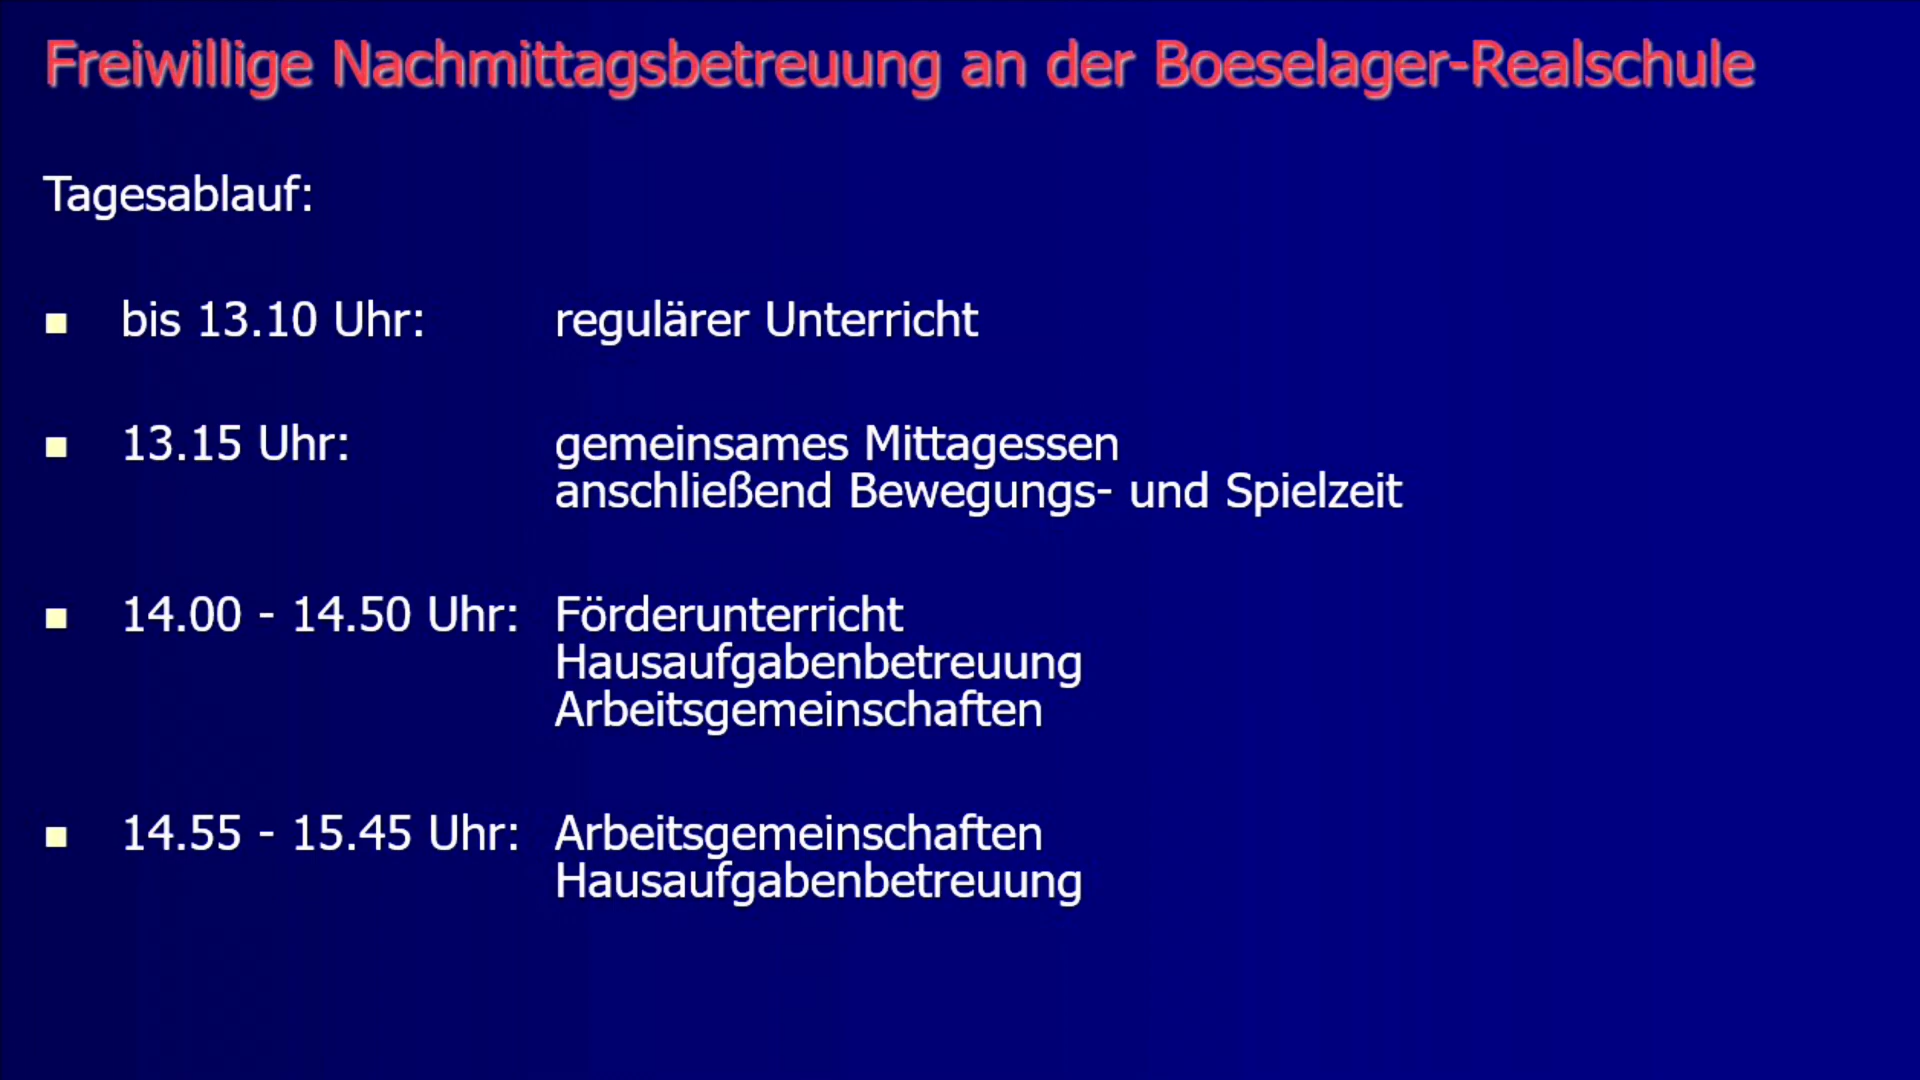 Freiwillige Nachmittagsbetreuung an der Boeselager-Realschule
Tagesablauf:
bis 13.10 Uhr: regulärer Unterricht
13.15 Uhr: gemeinsames Mittagessen
anschließend Bewegungs- und Spielzeit
14.00 - 14.50 Uhr: Förderunterricht
Hausaufgabenbetreuung
Arbeitsgemeinschaften
14.55 - 15.45 Uhr: Arbeitsgemeinschaften
Hausaufgabenbetreuung